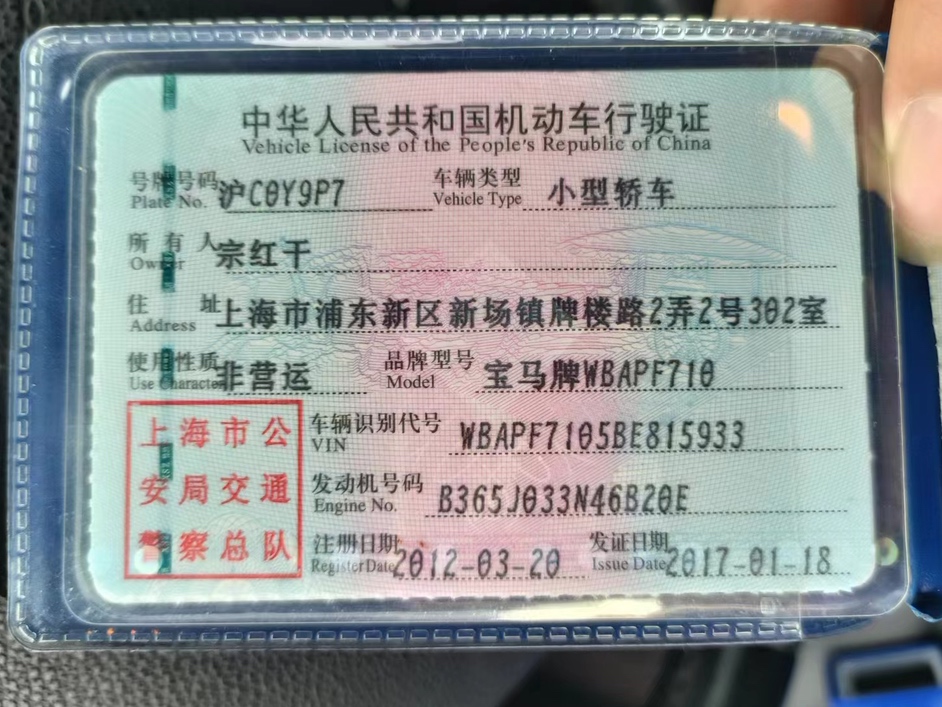 中华人民共和国机动车行驶证
Vehicle License of the People's Republic of China
号牌号码 沪C0Y9P7 车辆类型 小型轿车
Plate No. Vehicle Type
所有人 宗红干
Owner
住址 上海市浦东新区新场镇牌楼路2弄2号302室
Address
使用性质 非营运 品牌型号 宝马牌WBAPF710
Use Character Model
车辆识别代号 WBAPF7105BE815933
VIN
发动机号码 B365J033N46B20E
Engine No.
注册日期 2012-03-20 发证日期 2017-01-18
Register Date Issue Date
上海市公
安局交通
警察总队